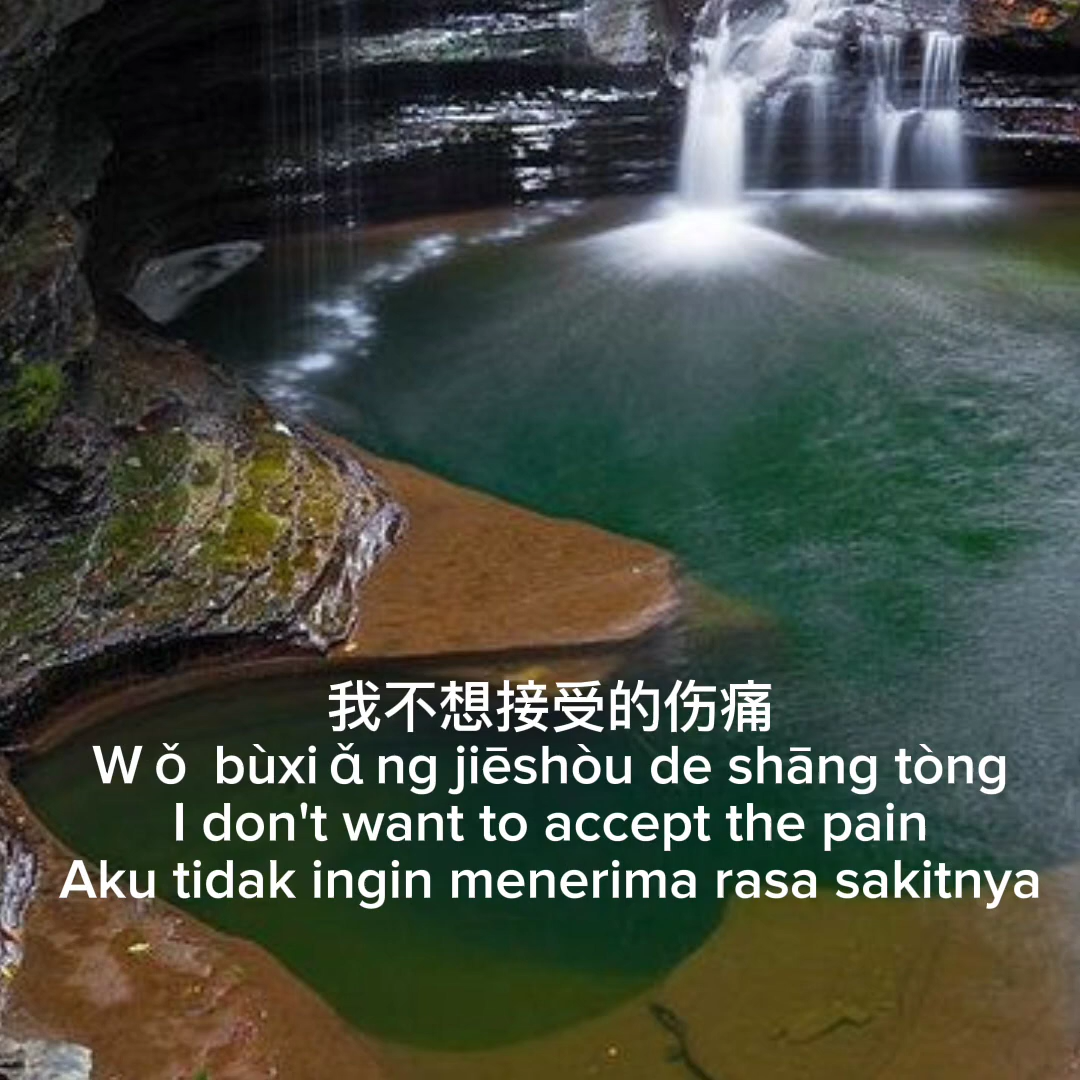 我不想接受的伤痛
Wǒ bùxiǎng jiēshòu de shāng tòng
I don't want to accept the pain
Aku tidak ingin menerima rasa sakitnya